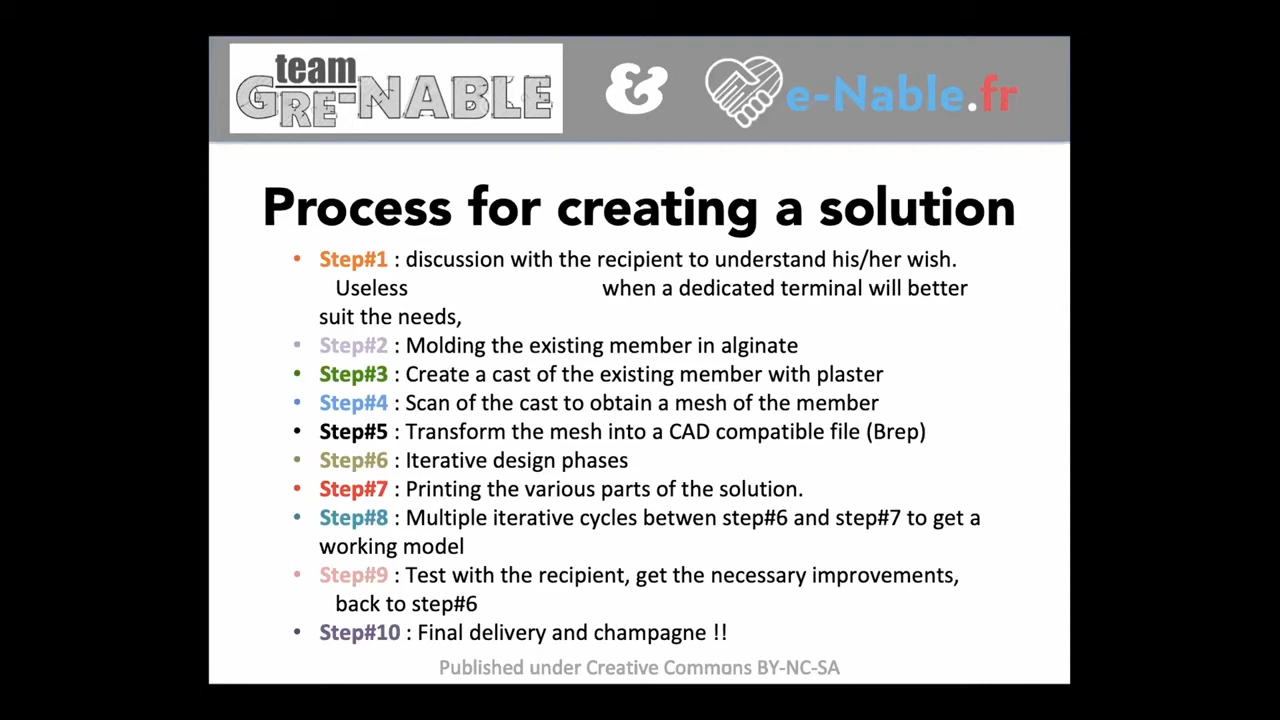 team
GRE-NABLE
&
e-Nable.fr
Process for creating a solution
• Step#1 : discussion with the recipient to understand his/her wish.
Useless when a dedicated terminal will better
suit the needs,
• Step#2 : Molding the existing member in alginate
• Step#3 : Create a cast of the existing member with plaster
• Step#4 : Scan of the cast to obtain a mesh of the member
• Step#5 : Transform the mesh into a CAD compatible file (Brep)
• Step#6 : Iterative design phases
• Step#7 : Printing the various parts of the solution.
• Step#8 : Multiple iterative cycles betwen step#6 and step#7 to get a
working model
• Step#9 : Test with the recipient, get the necessary improvements,
back to step#6
• Step#10 : Final delivery and champagne !!
Published under Creative Commons BY-NC-SA